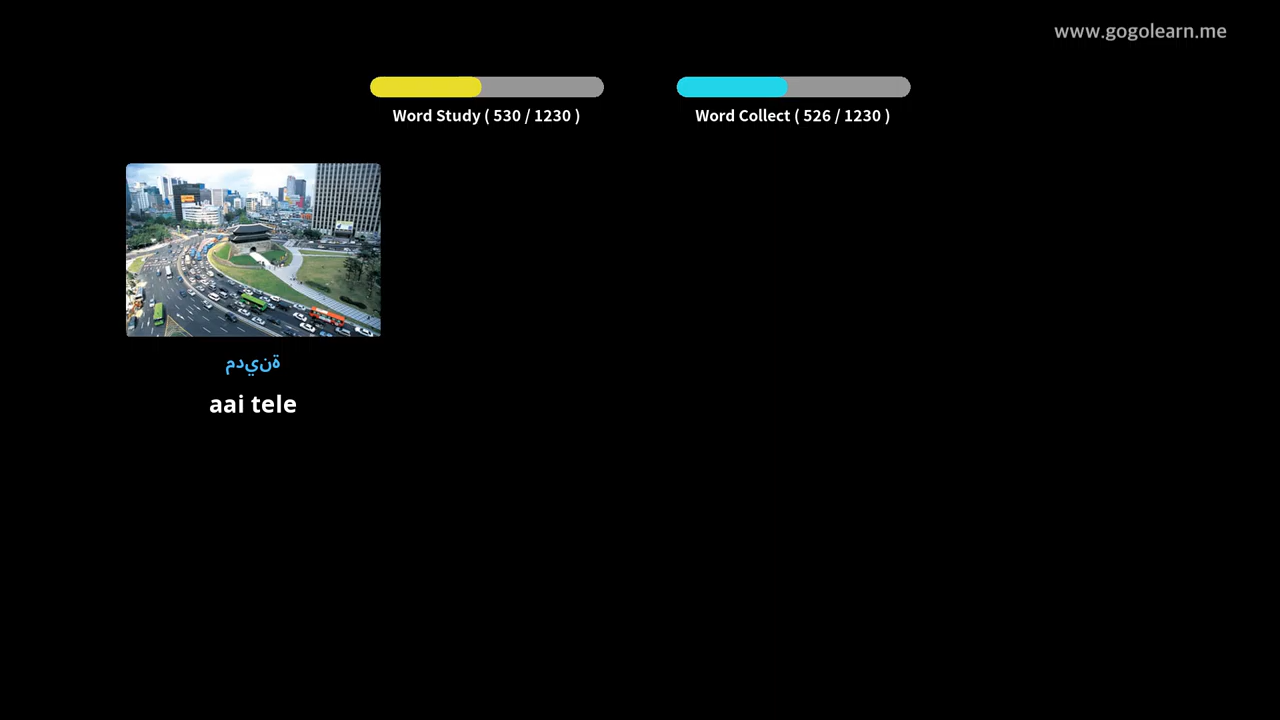 www.gogolearn.me
Word Study ( 530 / 1230 )
Word Collect ( 526 / 1230 )
مدينة
aai tele